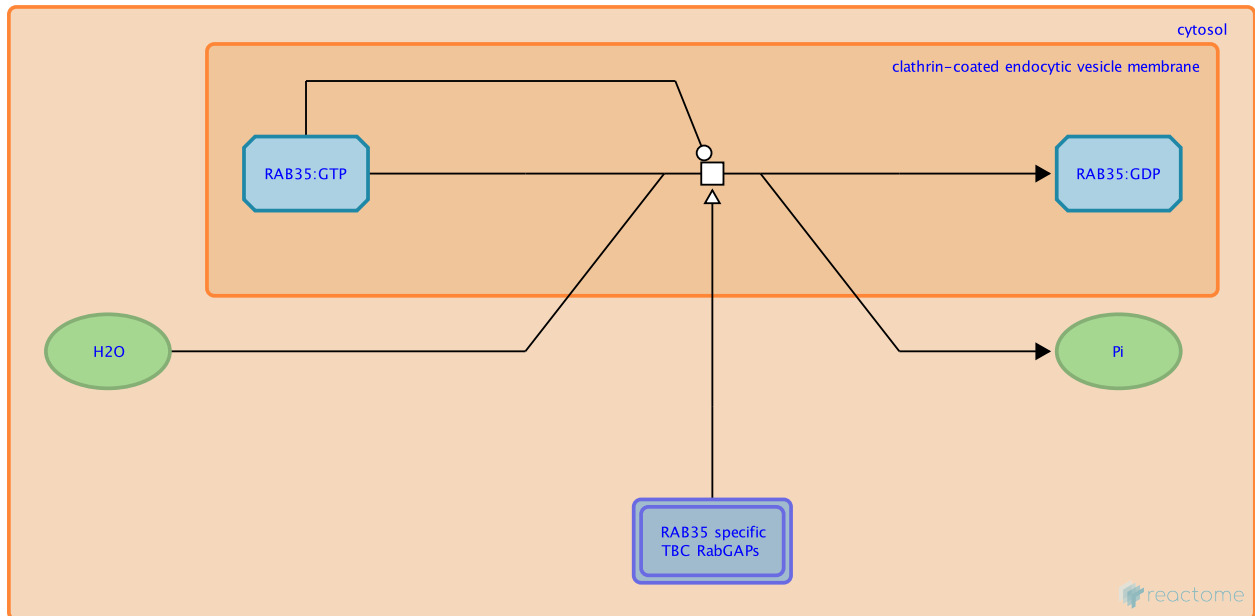 cytosol
clathrin-coated endocytic vesicle membrane
RAB35:GTP
RAB35:GDP
H2O
Pi
RAB35 specific
TBC RabGAPs
reactome